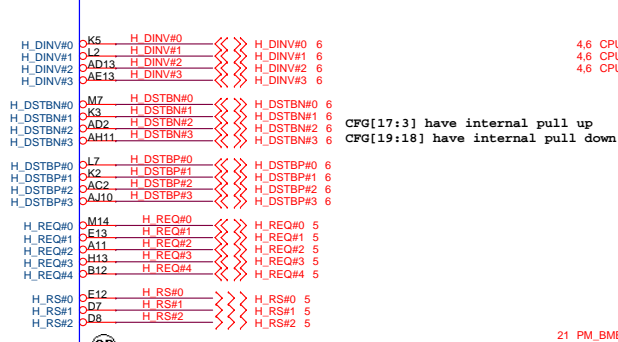 H_DINV#0 K5 H_DINV#0 H_DINV#0 6 4,6 CPU
H_DINV#1 L2 H_DINV#1 H_DINV#1 6 4,6 CPU
H_DINV#2 AD13 H_DINV#2 H_DINV#2 6 4,6 CPU
H_DINV#3 AE13 H_DINV#3 H_DINV#3 6
H_DSTBN#0 M7 H_DSTBN#0 H_DSTBN#0 6
H_DSTBN#1 K3 H_DSTBN#1 H_DSTBN#1 6
H_DSTBN#2 AD2 H_DSTBN#2 H_DSTBN#2 6 CFG[17:3] have internal pull up
H_DSTBN#3 AH11 H_DSTBN#3 H_DSTBN#3 6 CFG[19:18] have internal pull down
H_DSTBP#0 L7 H_DSTBP#0 H_DSTBP#0 6
H_DSTBP#1 K2 H_DSTBP#1 H_DSTBP#1 6
H_DSTBP#2 AC2 H_DSTBP#2 H_DSTBP#2 6
H_DSTBP#3 AJ10 H_DSTBP#3 H_DSTBP#3 6
H_REQ#0 M14 H_REQ#0 H_REQ#0 5
H_REQ#1 E13 H_REQ#1 H_REQ#1 5
H_REQ#2 A11 H_REQ#2 H_REQ#2 5
H_REQ#3 H13 H_REQ#3 H_REQ#3 5
H_REQ#4 B12 H_REQ#4 H_REQ#4 5
H_RS#0 E12 H_RS#0 H_RS#0 5
H_RS#1 D7 H_RS#1 H_RS#1 5
H_RS#2 D8 H_RS#2 H_RS#2 5
21 PM_BM